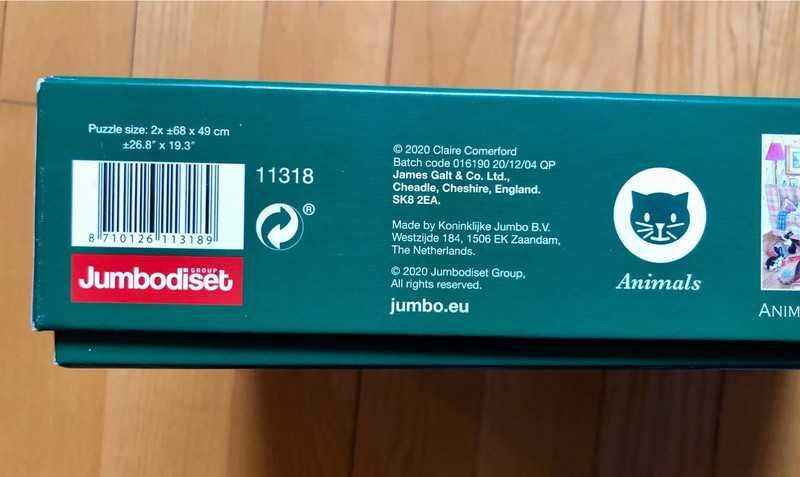 Puzzle size: 2x ±68 x 49 cm
±26.8" x 19.3"
8 710126 113189
11318
®
Jumbodiset
GROUP
© 2020 Claire Comerford
Batch code 016190 20/12/04 QP
James Galt & Co. Ltd.,
Cheadle, Cheshire, England.
SK8 2EA.
Made by Koninklijke Jumbo B.V.
Westzijde 184, 1506 EK Zaandam,
The Netherlands.
© 2020 Jumbodiset Group,
All rights reserved.
jumbo.eu
Animals
ANIM